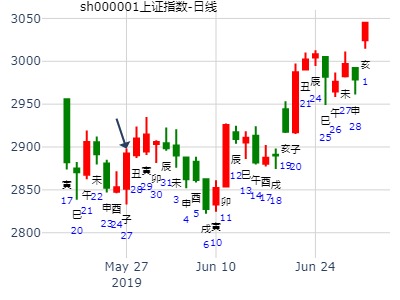 sh000001上证指数-日线
3050
3000
2950
2900
2850
2800
寅
17
巳
20
午
21
未
22
申
23
酉
24
子
27
丑
28
寅
29
卯
30
辰
31
未
3
申
4
酉
5
戌
6
寅
10
卯
11
辰
12
巳
13
午
14
酉
17
戌
18
亥
19
子
20
丑
21
辰
24
巳
25
午
26
未
27
申
28
亥
1
May 27
2019
Jun 10
Jun 24